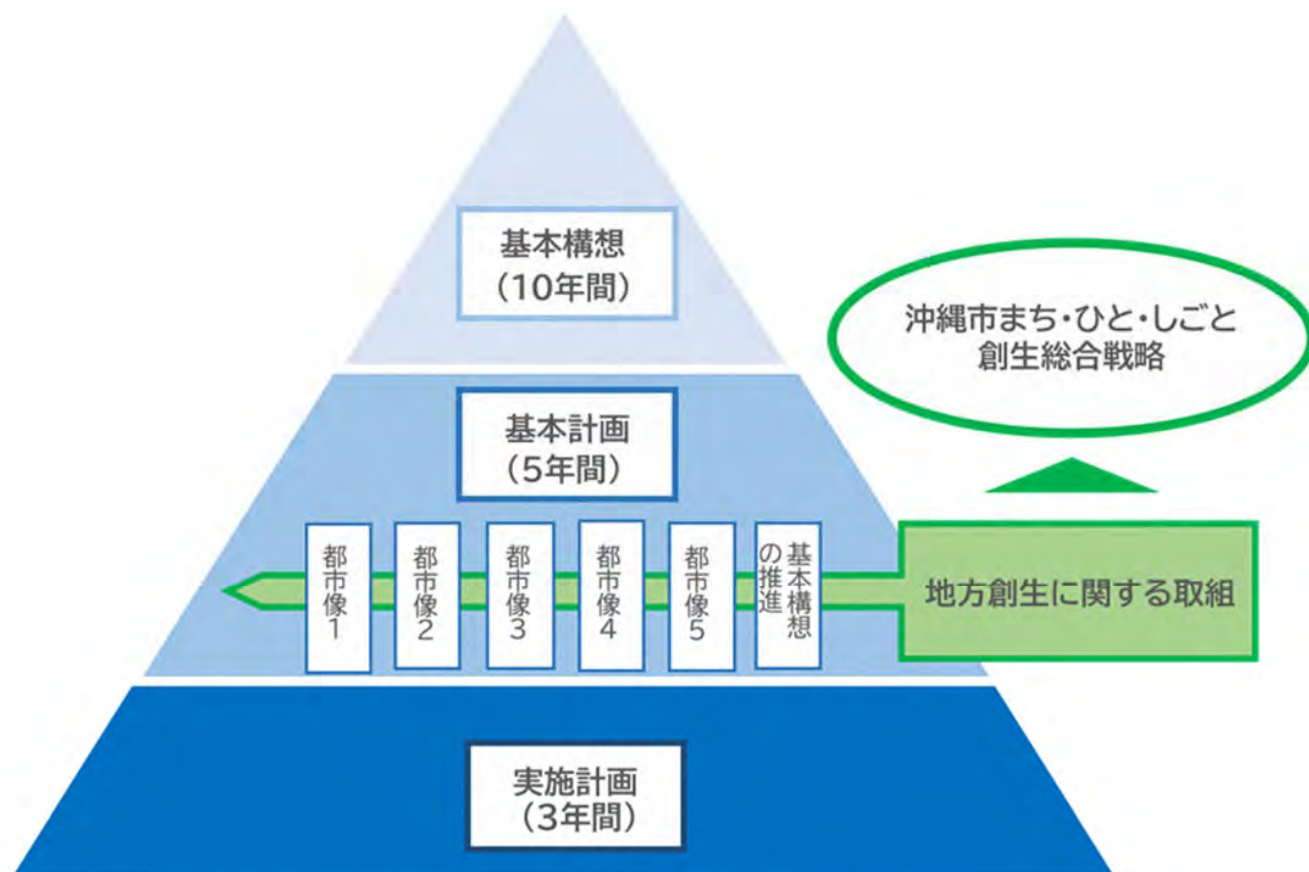 基本構想
（10年間）
沖縄市まち・ひと・しごと
創生総合戦略
基本計画
（5年間）
都市像1
都市像2
都市像3
都市像4
都市像5
基本構想
の推進
地方創生に関する取組
実施計画
（3年間）